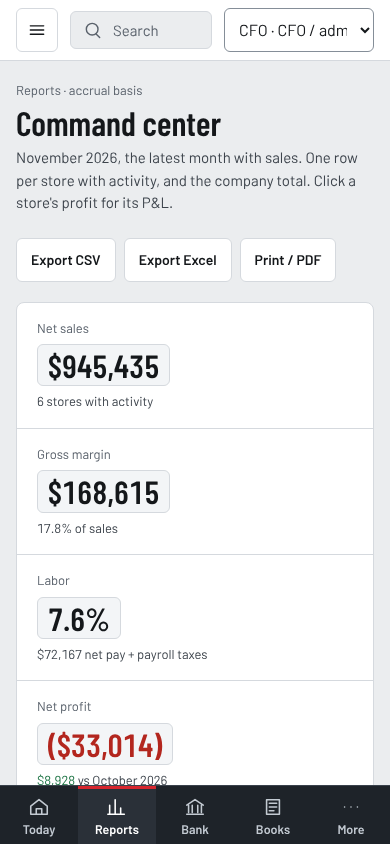 Search
CFO · CFO / adm
Reports · accrual basis
Command center
November 2026, the latest month with sales. One row
per store with activity, and the company total. Click a
store's profit for its P&L.
Export CSV
Export Excel
Print / PDF
Net sales
$945,435
6 stores with activity
Gross margin
$168,615
17.8% of sales
Labor
7.6%
$72,167 net pay + payroll taxes
Net profit
($33,014)
$8,928 vs October 2026
Today
Reports
Bank
Books
More